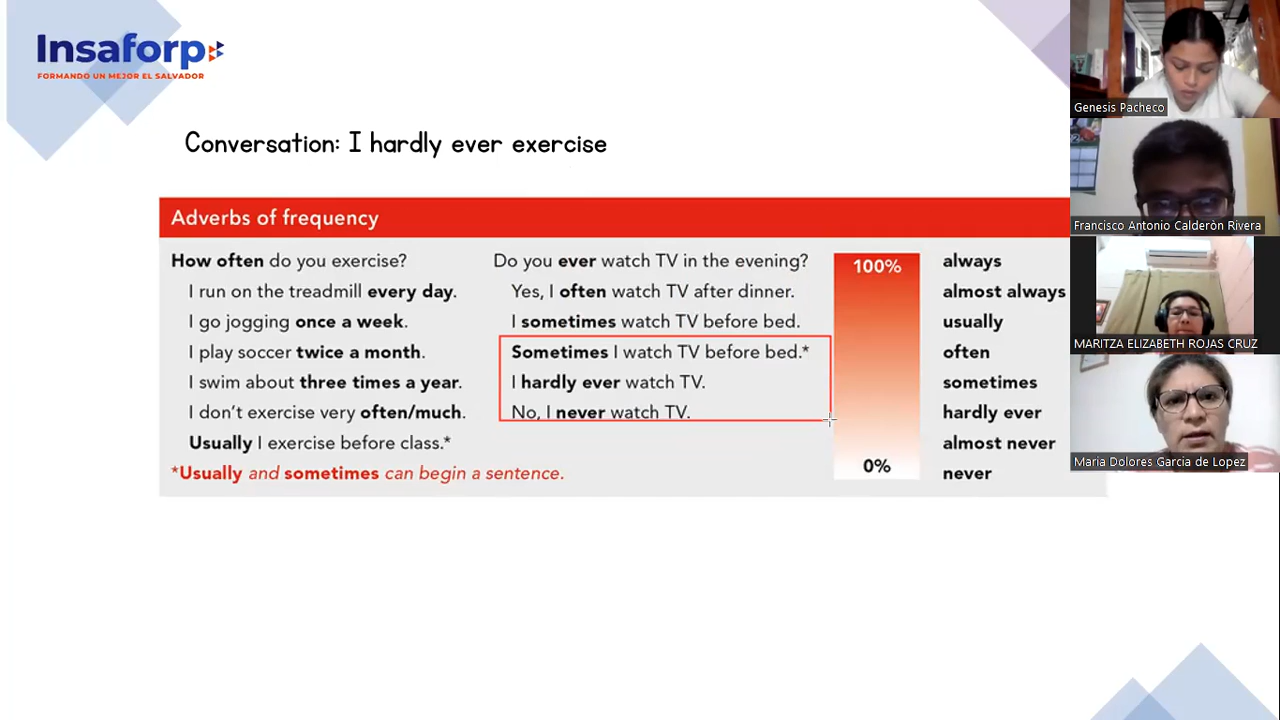 Insaforp
FORMANDO UN MEJOR EL SALVADOR
Conversation: I hardly ever exercise
Adverbs of frequency
How often do you exercise?
I run on the treadmill every day.
I go jogging once a week.
I play soccer twice a month.
I swim about three times a year.
I don't exercise very often/much.
Usually I exercise before class.*
*Usually and sometimes can begin a sentence.
Do you ever watch TV in the evening?
Yes, I often watch TV after dinner.
I sometimes watch TV before bed.
Sometimes I watch TV before bed.*
I hardly ever watch TV.
No, I never watch TV.
100%
0%
always
almost always
usually
often
sometimes
hardly ever
almost never
never
Genesis Pacheco
Francisco Antonio Calderòn Rivera
MARITZA ELIZABETH ROJAS CRUZ
Maria Dolores Garcia de Lopez